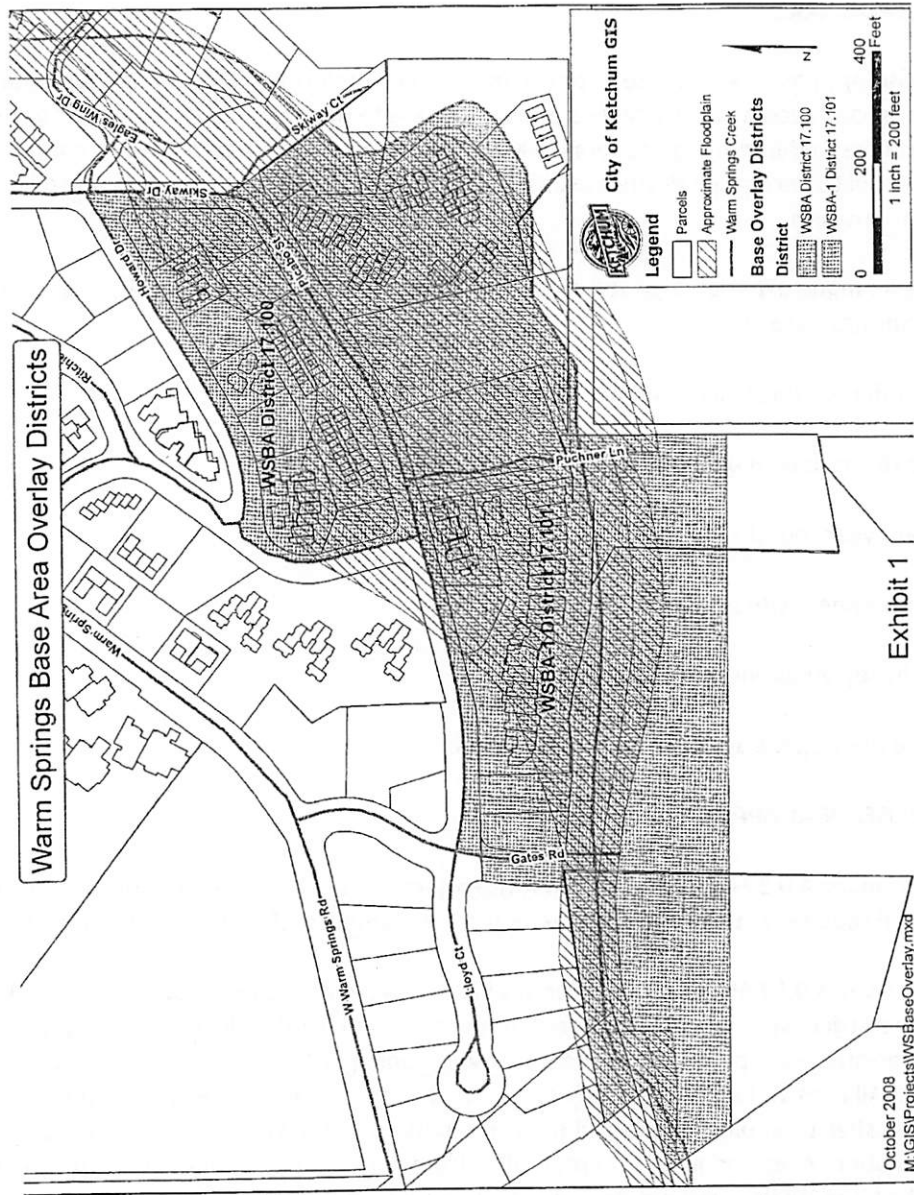 Warm Springs Base Area Overlay Districts
Eagles Wing Dr
Skiway Ct
Skiway Dr
Howard Dr
Picabo St
Ritchie
WSBA District 17.100
Warm Spring
Puchner Ln
WSBA-1 District 17.101
Gates Rd
W Warm Springs Rd
Lloyd Ct
KETCHUM
City of Ketchum GIS
Legend
Parcels
Approximate Floodplain
Warm Springs Creek
Base Overlay Districts
District
WSBA District 17.100
WSBA-1 District 17.101
N
0 200 400
Feet
1 inch = 200 feet
Exhibit 1
October 2008
M:\GIS\Projects\WSBaseOverlay.mxd